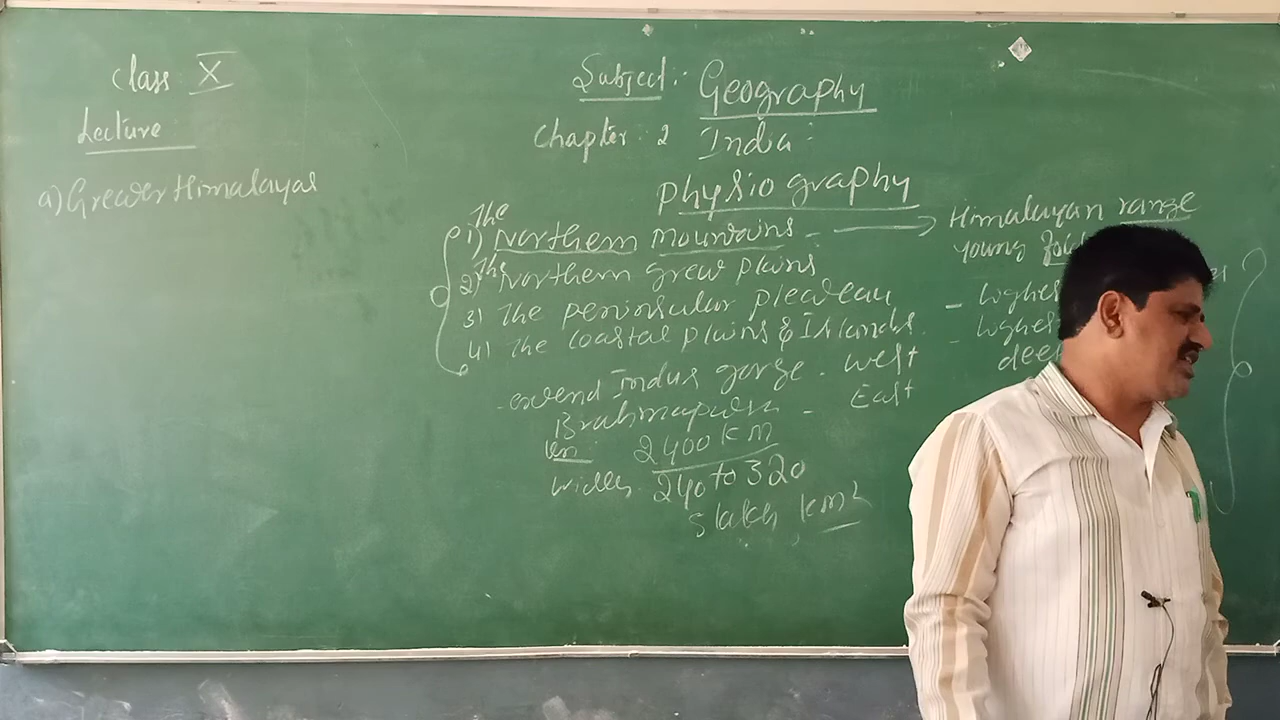 Class : X
Lecture :
a) Greater Himalayas
Subject :- Geography
Chapter : 2 India :
Physiography
1) The Northern mountains - → Himalayan range
young fold
2) The Northern great plains
3) The peninsular plateau
4) The Coastal plains & Islands.
- extend Indus gorge . West
Brahmaputra - East
2400 km
width. 240 to 320
5 lakh km²